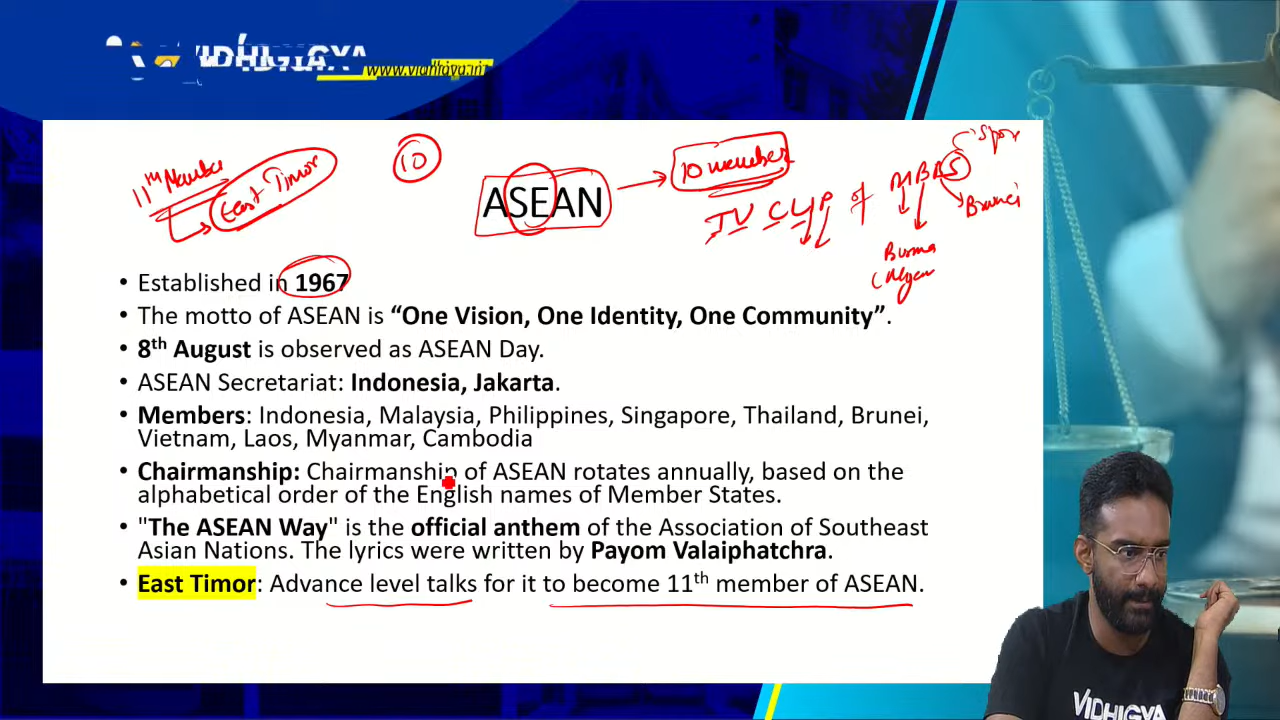 VIDHIGYA
www.vidhigya.in
11th Member
East Timor
10
ASEAN
10 member
IV CUP of MBBS
S'pore
Brunei
Burma
• Established in 1967
• The motto of ASEAN is “One Vision, One Identity, One Community”.
• 8th August is observed as ASEAN Day.
• ASEAN Secretariat: Indonesia, Jakarta.
• Members: Indonesia, Malaysia, Philippines, Singapore, Thailand, Brunei,
Vietnam, Laos, Myanmar, Cambodia
• Chairmanship: Chairmanship of ASEAN rotates annually, based on the
alphabetical order of the English names of Member States.
• "The ASEAN Way" is the official anthem of the Association of Southeast
Asian Nations. The lyrics were written by Payom Valaiphatchra.
• East Timor: Advance level talks for it to become 11th member of ASEAN.
VIDHIGYA